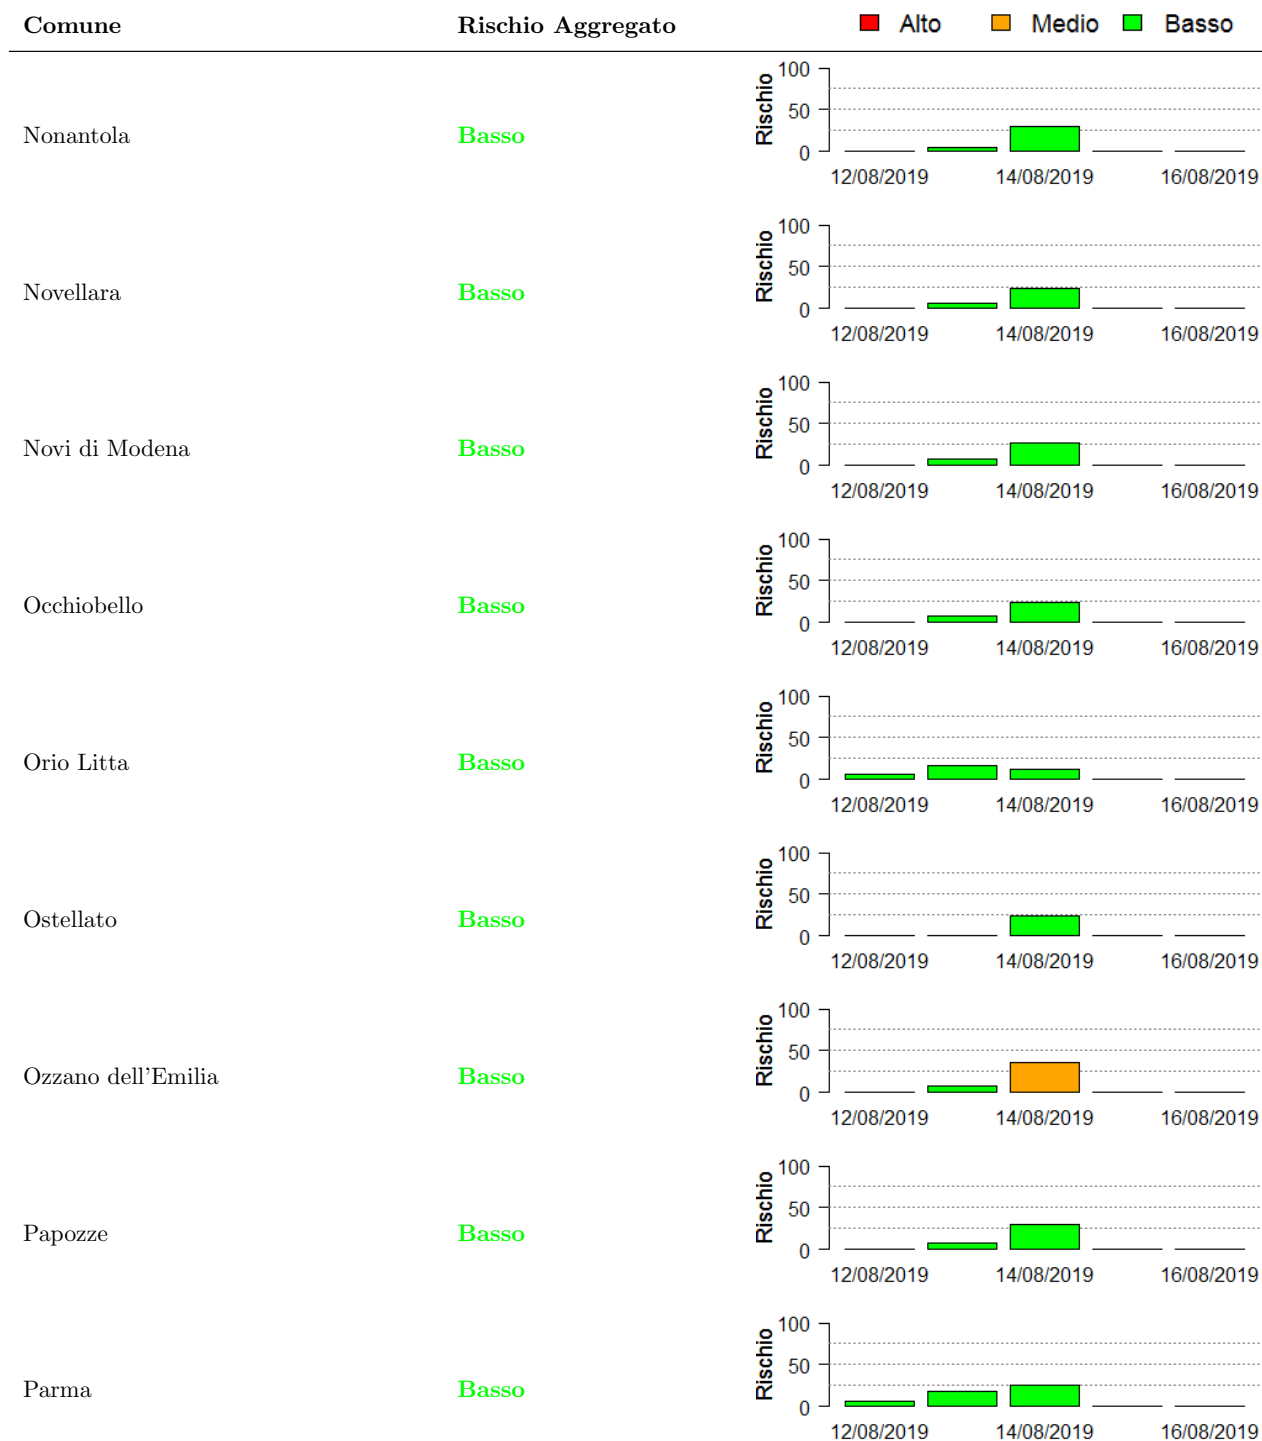 Comune Rischio Aggregato Alto Medio Basso
Nonantola Basso Rischio 100 50 0
12/08/2019 14/08/2019 16/08/2019
Novellara Basso Rischio 100 50 0
12/08/2019 14/08/2019 16/08/2019
Novi di Modena Basso Rischio 100 50 0
12/08/2019 14/08/2019 16/08/2019
Occhiobello Basso Rischio 100 50 0
12/08/2019 14/08/2019 16/08/2019
Orio Litta Basso Rischio 100 50 0
12/08/2019 14/08/2019 16/08/2019
Ostellato Basso Rischio 100 50 0
12/08/2019 14/08/2019 16/08/2019
Ozzano dell'Emilia Basso Rischio 100 50 0
12/08/2019 14/08/2019 16/08/2019
Papozze Basso Rischio 100 50 0
12/08/2019 14/08/2019 16/08/2019
Parma Basso Rischio 100 50 0
12/08/2019 14/08/2019 16/08/2019